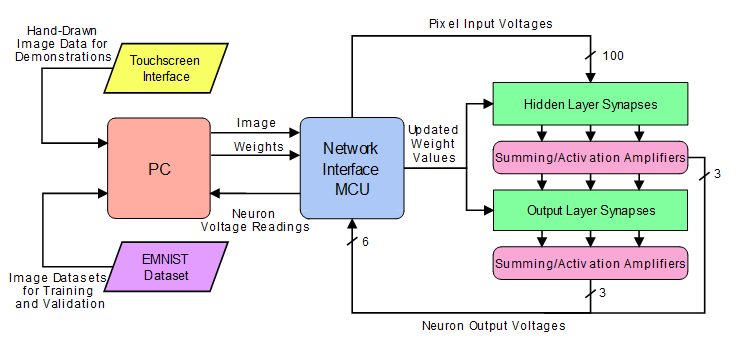 Pixel Input Voltages
Hand-Drawn
Image Data for
Demonstrations
Touchscreen
Interface
100
Hidden Layer Synapses
PC
Image
Weights
Network
Interface
MCU
Updated
Weight
Values
Summing/Activation Amplifiers
3
Neuron
Voltage Readings
Output Layer Synapses
6
EMNIST
Dataset
Image Datasets
for Training
and Validation
Summing/Activation Amplifiers
3
Neuron Output Voltages